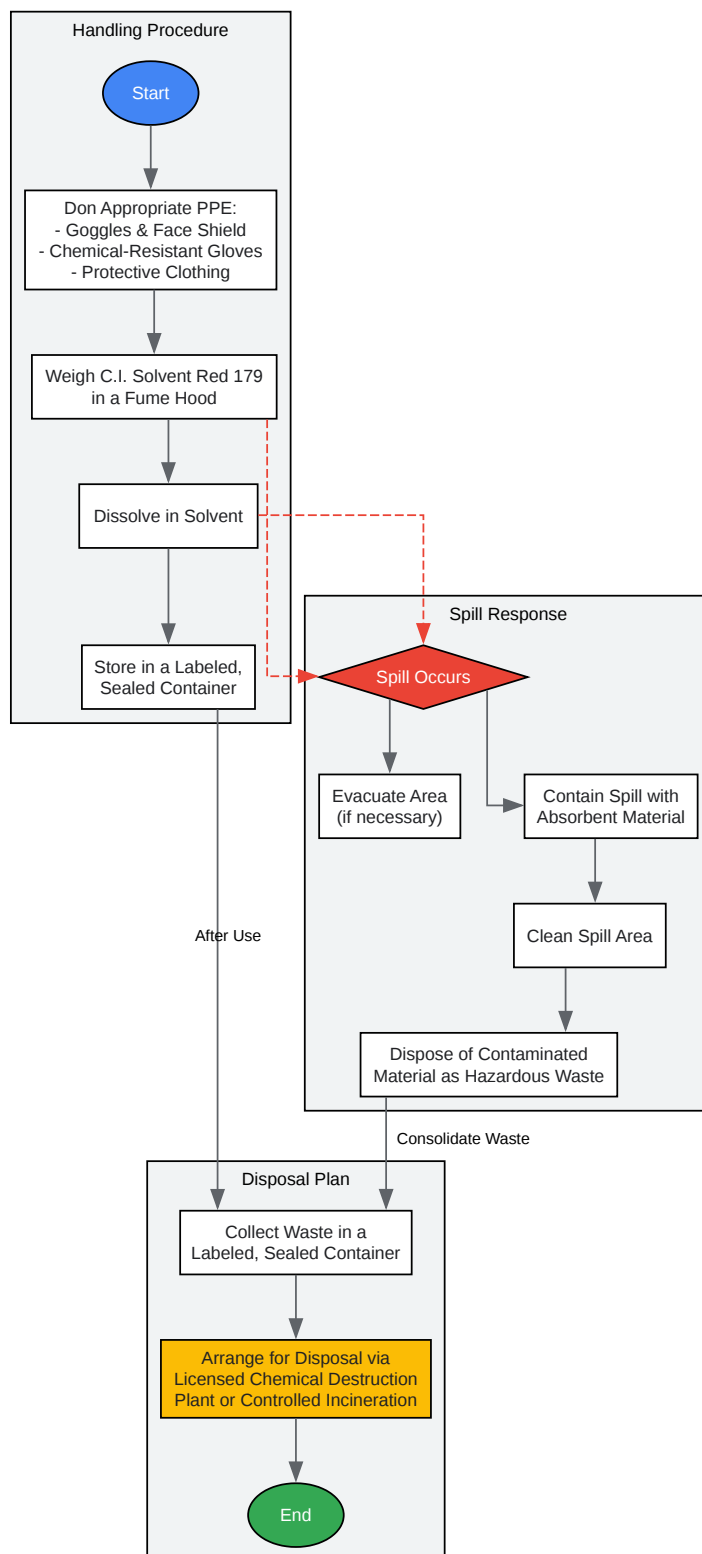 Handling Procedure
Start
Don Appropriate PPE:
- Goggles & Face Shield
- Chemical-Resistant Gloves
- Protective Clothing
Weigh C.I. Solvent Red 179
in a Fume Hood
Dissolve in Solvent
Store in a Labeled,
Sealed Container
Spill Response
Spill Occurs
Evacuate Area
(if necessary)
Contain Spill with
Absorbent Material
Clean Spill Area
Dispose of Contaminated
Material as Hazardous Waste
After Use
Consolidate Waste
Disposal Plan
Collect Waste in a
Labeled, Sealed Container
Arrange for Disposal via
Licensed Chemical Destruction
Plant or Controlled Incineration
End